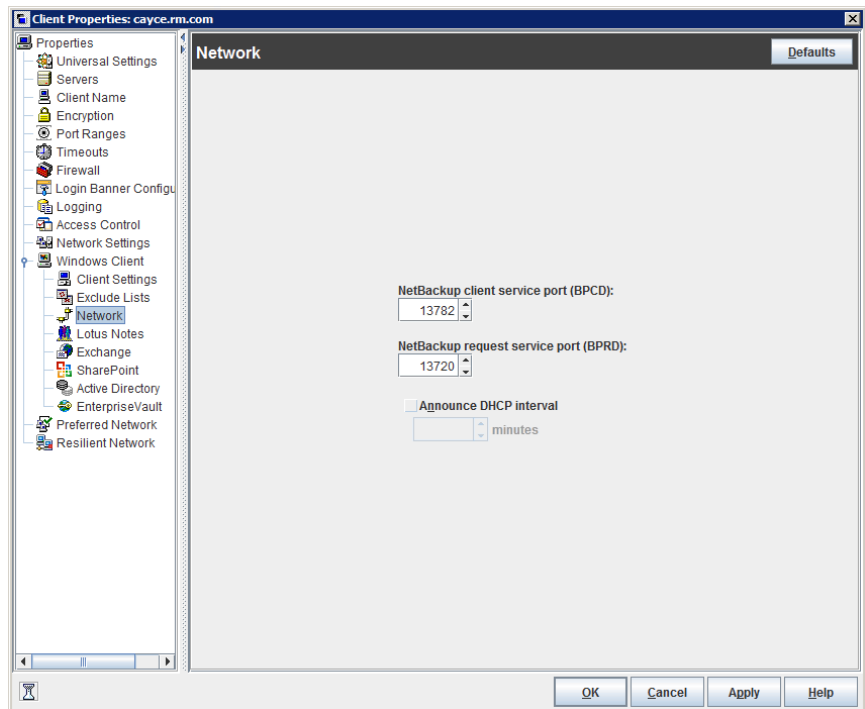 Client Properties: cayce.rm.com
Properties
Universal Settings
Servers
Client Name
Encryption
Port Ranges
Timeouts
Firewall
Login Banner Configu
Logging
Access Control
Network Settings
Windows Client
Client Settings
Exclude Lists
Network
Lotus Notes
Exchange
SharePoint
Active Directory
EnterpriseVault
Preferred Network
Resilient Network
Network
Defaults
NetBackup client service port (BPCD):
13782
NetBackup request service port (BPRD):
13720
Announce DHCP interval
minutes
OK
Cancel
Apply
Help